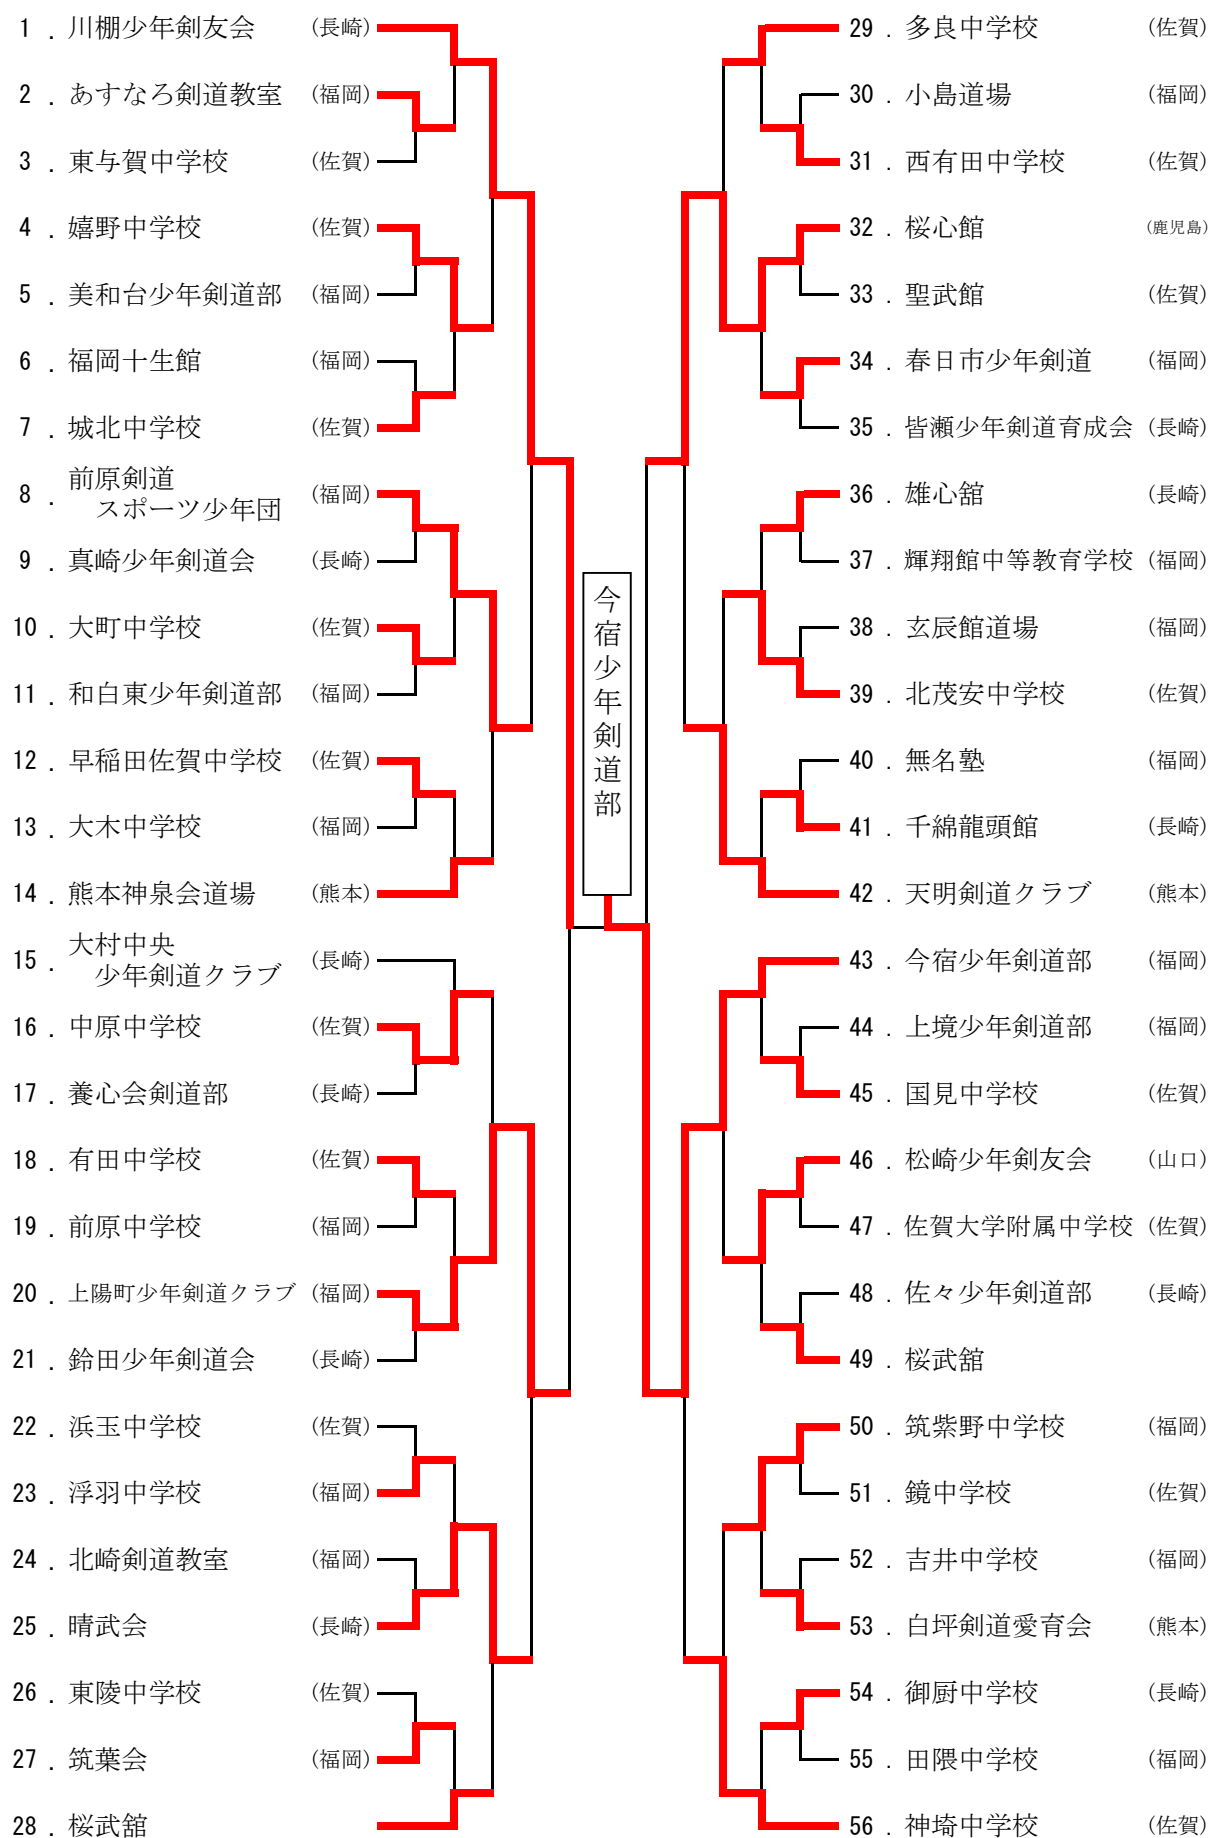 1 . 川棚少年剣友会 (長崎)
2 . あすなろ剣道教室 (福岡)
3 . 東与賀中学校 (佐賀)
4 . 嬉野中学校 (佐賀)
5 . 美和台少年剣道部 (福岡)
6 . 福岡十生館 (福岡)
7 . 城北中学校 (佐賀)
8 . 前原剣道
スポーツ少年団 (福岡)
9 . 真崎少年剣道会 (長崎)
10 . 大町中学校 (佐賀)
11 . 和白東少年剣道部 (福岡)
12 . 早稲田佐賀中学校 (佐賀)
13 . 大木中学校 (福岡)
14 . 熊本神泉会道場 (熊本)
15 . 大村中央
少年剣道クラブ (長崎)
16 . 中原中学校 (佐賀)
17 . 養心会剣道部 (長崎)
18 . 有田中学校 (佐賀)
19 . 前原中学校 (福岡)
20 . 上陽町少年剣道クラブ (福岡)
21 . 鈴田少年剣道会 (長崎)
22 . 浜玉中学校 (佐賀)
23 . 浮羽中学校 (福岡)
24 . 北崎剣道教室 (福岡)
25 . 晴武会 (長崎)
26 . 東陵中学校 (佐賀)
27 . 筑葉会 (福岡)
28 . 桜武舘
今宿少年剣道部
29 . 多良中学校 (佐賀)
30 . 小島道場 (福岡)
31 . 西有田中学校 (佐賀)
32 . 桜心館 (鹿児島)
33 . 聖武館 (佐賀)
34 . 春日市少年剣道 (福岡)
35 . 皆瀬少年剣道育成会 (長崎)
36 . 雄心舘 (長崎)
37 . 輝翔館中等教育学校 (福岡)
38 . 玄辰館道場 (福岡)
39 . 北茂安中学校 (佐賀)
40 . 無名塾 (福岡)
41 . 千綿龍頭館 (長崎)
42 . 天明剣道クラブ (熊本)
43 . 今宿少年剣道部 (福岡)
44 . 上境少年剣道部 (福岡)
45 . 国見中学校 (佐賀)
46 . 松崎少年剣友会 (山口)
47 . 佐賀大学附属中学校 (佐賀)
48 . 佐々少年剣道部 (長崎)
49 . 桜武舘
50 . 筑紫野中学校 (福岡)
51 . 鏡中学校 (佐賀)
52 . 吉井中学校 (福岡)
53 . 白坪剣道愛育会 (熊本)
54 . 御厨中学校 (長崎)
55 . 田隈中学校 (福岡)
56 . 神埼中学校 (佐賀)